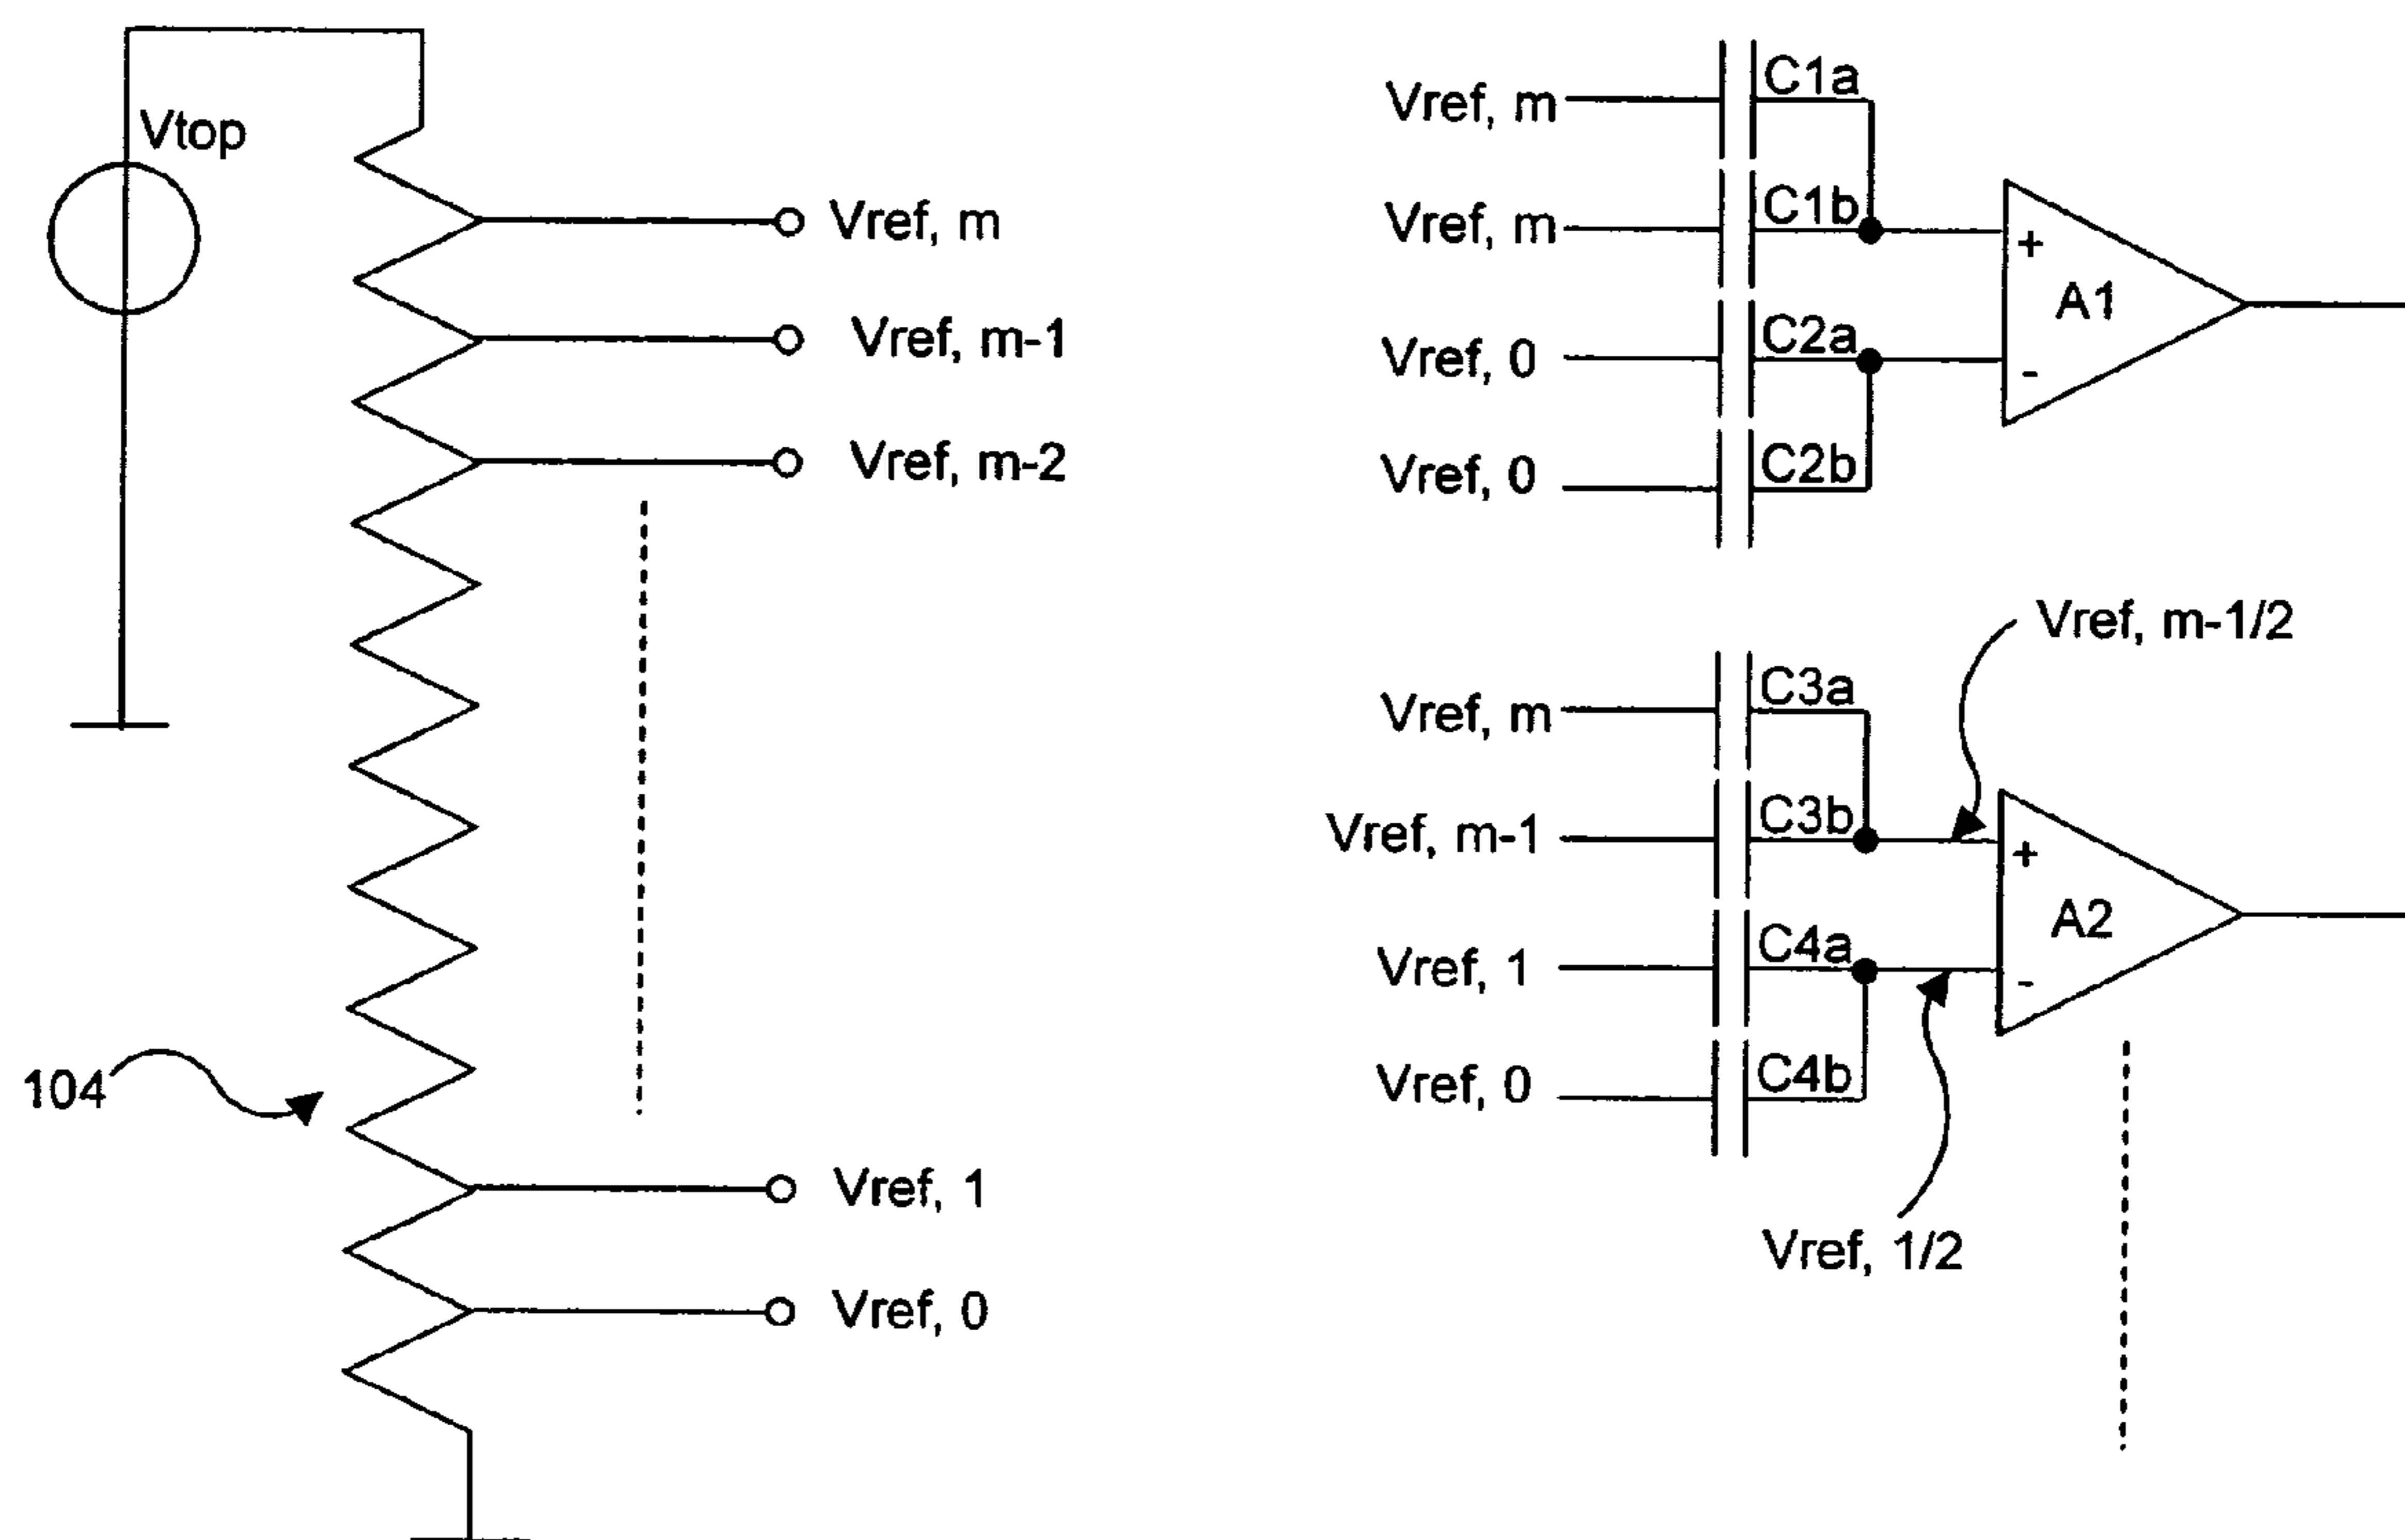 Vtop
Vref, m
Vref, m-1
Vref, m-2
104
Vref, 1
Vref, 0
Vref, m
C1a
Vref, m
C1b
+
A1
Vref, 0
C2a
-
Vref, 0
C2b
Vref, m-1/2
Vref, m
C3a
Vref, m-1
C3b
+
A2
Vref, 1
C4a
-
Vref, 0
C4b
Vref, 1/2